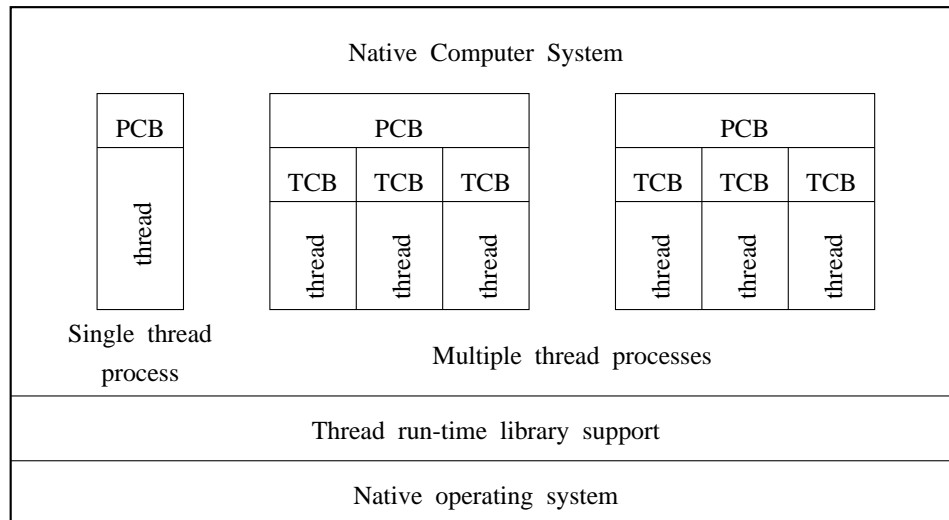 Native Computer System
PCB
PCB
PCB
TCB TCB TCB
TCB TCB TCB
thread
thread thread thread
thread thread thread
Single thread
process
Multiple thread processes
Thread run-time library support
Native operating system